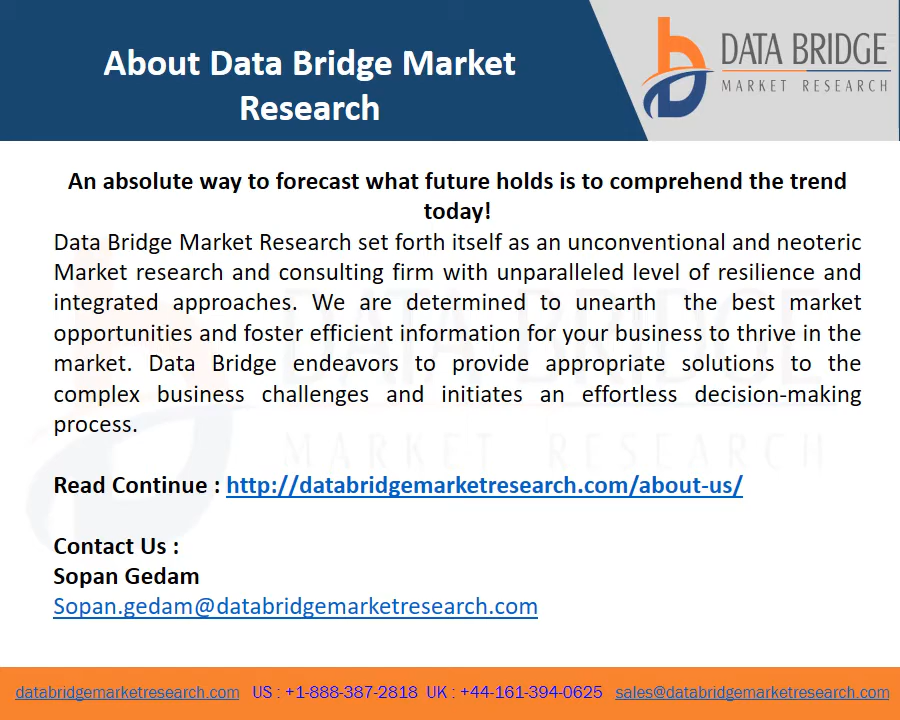 About Data Bridge Market
Research
DATA BRIDGE
MARKET RESEARCH
An absolute way to forecast what future holds is to comprehend the trend
today!
Data Bridge Market Research set forth itself as an unconventional and neoteric
Market research and consulting firm with unparalleled level of resilience and
integrated approaches. We are determined to unearth the best market
opportunities and foster efficient information for your business to thrive in the
market. Data Bridge endeavors to provide appropriate solutions to the
complex business challenges and initiates an effortless decision-making
process.
DATA BRIDGE
MARKET RESEARCH
Read Continue : http://databridgemarketresearch.com/about-us/
Contact Us :
Sopan Gedam
Sopan.gedam@databridgemarketresearch.com
databridgemarketresearch.com US : +1-888-387-2818 UK : +44-161-394-0625 sales@databridgemarketresearch.com